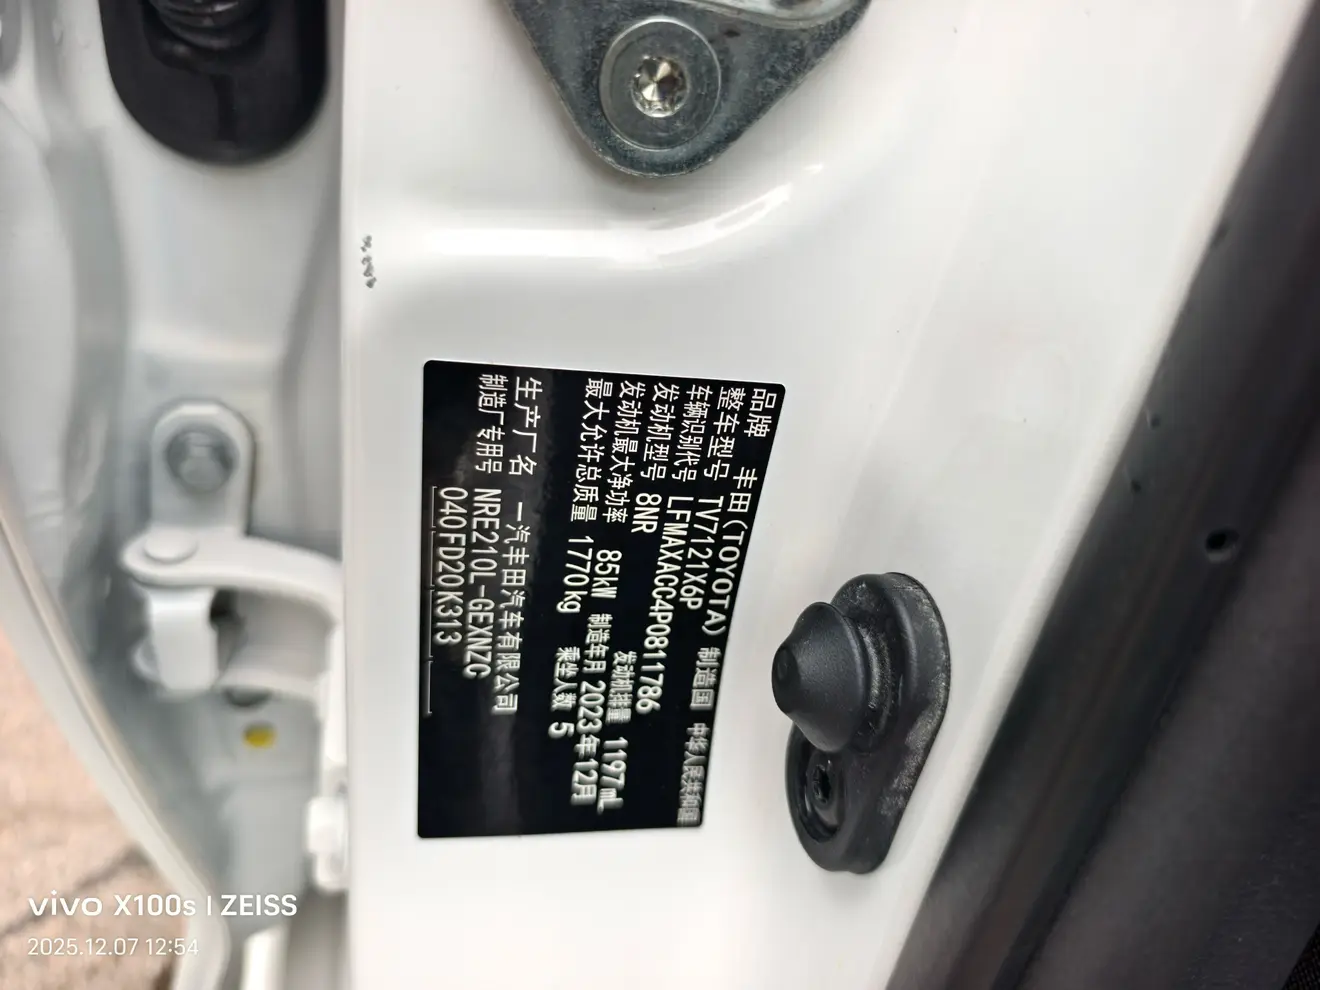 品牌 丰田(TOYOTA) 制造国 中华人民共和国
整车型号 TV7121X6P
车辆识别代号 LFMAXACC4P0811786
发动机型号 8NR 发动机排量 1197mL
发动机最大净功率 85kW 制造年月 2023年12月
最大允许总质量 1770kg 乘坐人数 5
生产厂名 一汽丰田汽车有限公司
制造厂专用号 NRE210L-GEXNZC
040FD20K313
vivo X100s | ZEISS
2025.12.07 12:54